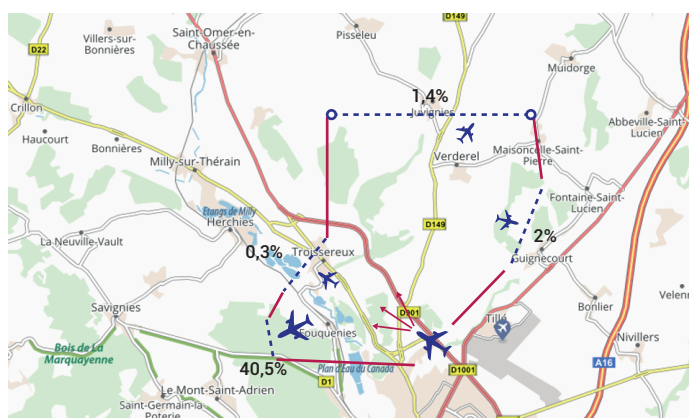 D149
Villers-sur-
Bonnières
Saint-Omer-en-
Chaussée
Pisseleu
D22
Muidorge
Crillon
1,4%
Juvignies
Abbeville-Saint-
Lucien
Haucourt
Bonnières
Maisoncelle-Saint-
Pierre
Milly-sur-Thérain
Verderel
Fontaine-Saint-
Lucien
Etangs de Milly
Herchies
D149
La Neuville-Vault
2%
0,3%
Troissereux
Guignecourt
Velenn
Savignies
D901
Tillé
Bonlier
Fouquenies
Nivillers
Bois de La
Marquayenne
A16
40,5%
Plan d'Eau du Canada
D1001
D1
Le Mont-Saint-Adrien
Saint-Germain-la-
Poterie